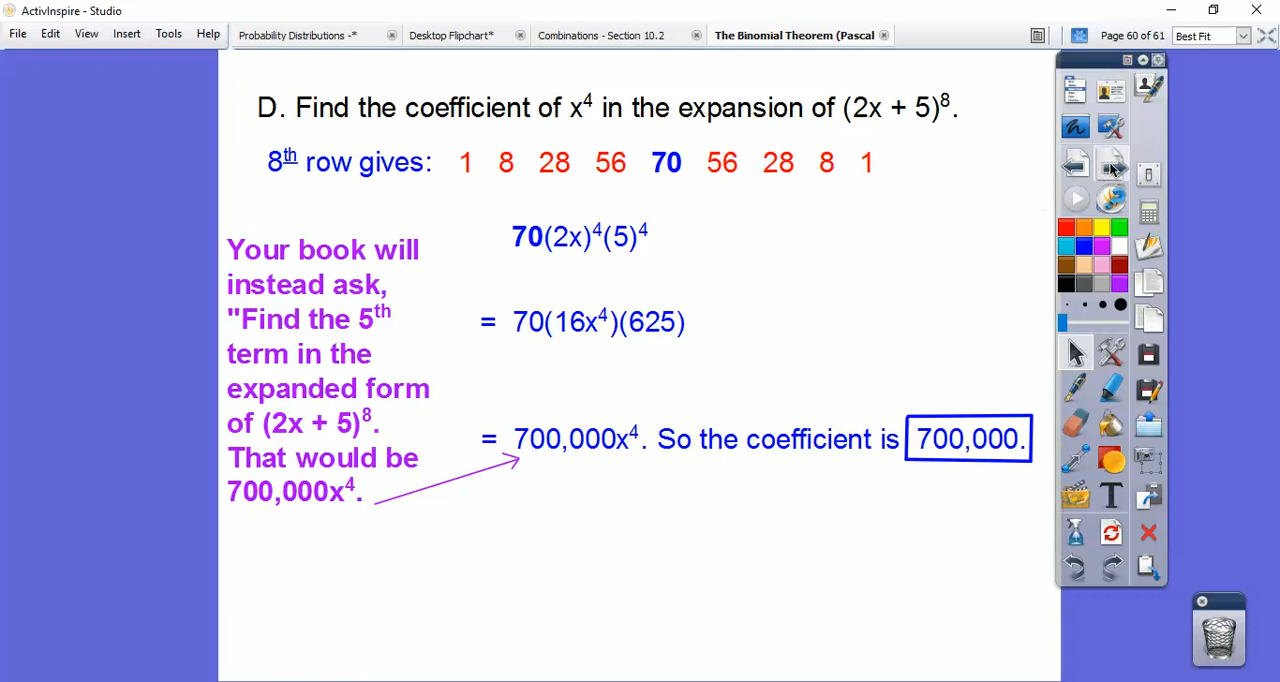 ActivInspire - Studio
File Edit View Insert Tools Help
Probability Distributions -* Desktop Flipchart* Combinations - Section 10.2 The Binomial Theorem (Pascal
Page 60 of 61 Best Fit
D. Find the coefficient of x⁴ in the expansion of (2x + 5)⁸.
8th row gives: 1 8 28 56 70 56 28 8 1
70(2x)⁴(5)⁴
= 70(16x⁴)(625)
= 700,000x⁴. So the coefficient is 700,000.
Your book will
instead ask,
"Find the 5th
term in the
expanded form
of (2x + 5)⁸.
That would be
700,000x⁴.